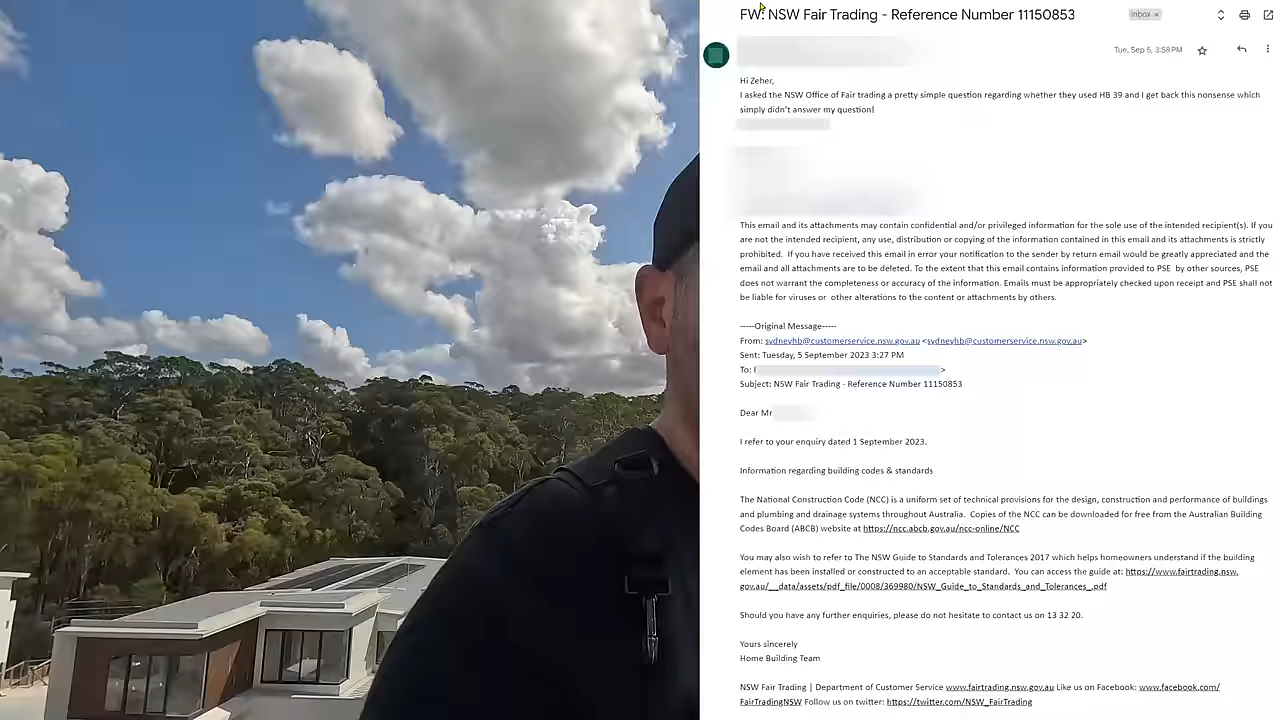 FW: NSW Fair Trading - Reference Number 11150853
Inbox ×
Tue, Sep 5, 3:58 PM
Hi Zeher,
I asked the NSW Office of Fair trading a pretty simple question regarding whether they used HB 39 and I get back this nonsense which
simply didn't answer my question!
This email and its attachments may contain confidential and/or privileged information for the sole use of the intended recipient(s). If you
are not the intended recipient, any use, distribution or copying of the information contained in this email and its attachments is strictly
prohibited.  If you have received this email in error your notification to the sender by return email would be greatly appreciated and the
email and all attachments are to be deleted. To the extent that this email contains information provided to PSE  by other sources, PSE
does not warrant the completeness or accuracy of the information. Emails must be appropriately checked upon receipt and PSE shall not
be liable for viruses or  other alterations to the content or attachments by others.
-----Original Message-----
From: sydneyhb@customerservice.nsw.gov.au <sydneyhb@customerservice.nsw.gov.au>
Sent: Tuesday, 5 September 2023 3:27 PM
To: >
Subject: NSW Fair Trading - Reference Number 11150853
Dear Mr
I refer to your enquiry dated 1 September 2023.
Information regarding building codes & standards
The National Construction Code (NCC) is a uniform set of technical provisions for the design, construction and performance of buildings
and plumbing and drainage systems throughout Australia.  Copies of the NCC can be downloaded for free from the Australian Building
Codes Board (ABCB) website at https://ncc.abcb.gov.au/ncc-online/NCC
You may also wish to refer to The NSW Guide to Standards and Tolerances 2017 which helps homeowners understand if the building
element has been installed or constructed to an acceptable standard.  You can access the guide at: https://www.fairtrading.nsw.
gov.au/__data/assets/pdf_file/0008/369980/NSW_Guide_to_Standards_and_Tolerances_.pdf
Should you have any further enquiries, please do not hesitate to contact us on 13 32 20.
Yours sincerely
Home Building Team
NSW Fair Trading | Department of Customer Service www.fairtrading.nsw.gov.au Like us on Facebook: www.facebook.com/
FairTradingNSW Follow us on twitter: https://twitter.com/NSW_FairTrading